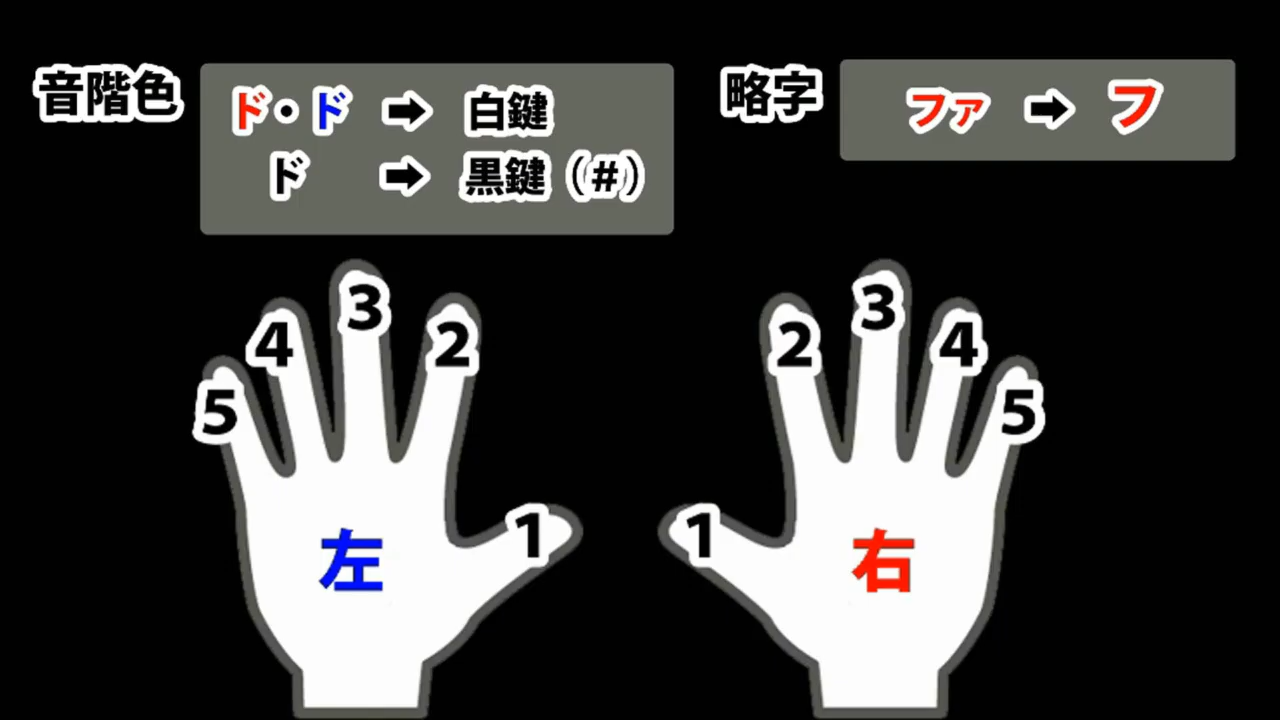 音階色
ド・ド ➡ 白鍵
ド ➡ 黒鍵（#）
略字
ファ ➡ フ
5 4 3 2 1
左
1 2 3 4 5
右